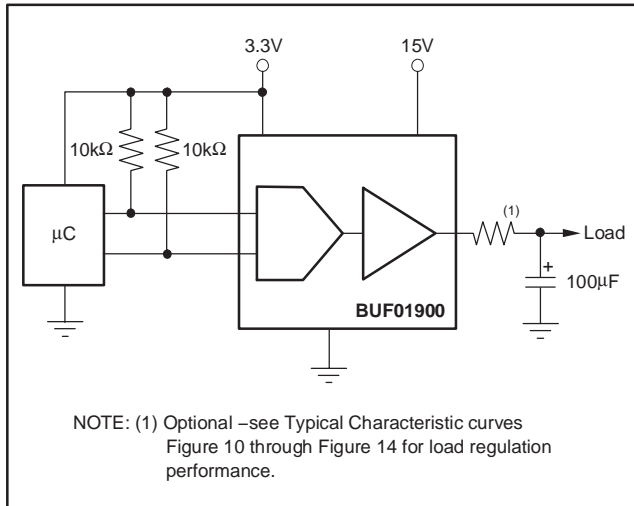 3.3V
15V
10kΩ
10kΩ
µC
(1)
Load
+
100µF
BUF01900
NOTE: (1) Optional –see Typical Characteristic curves
Figure 10 through Figure 14 for load regulation
performance.